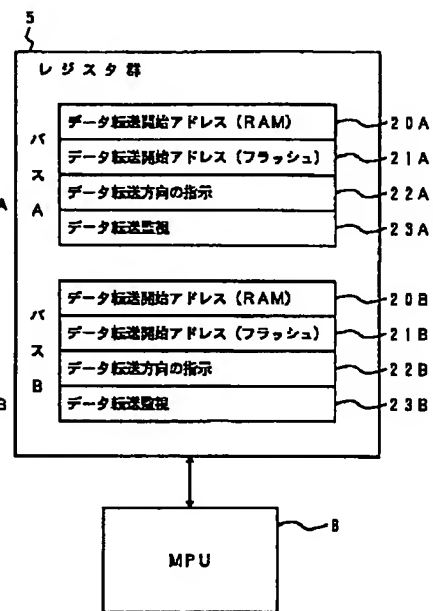 5
レジスタ群
バスA
データ転送開始アドレス(RAM) 20A
データ転送開始アドレス(フラッシュ) 21A
データ転送方向の指示 22A
データ転送監視 23A
A
バスB
データ転送開始アドレス(RAM) 20B
データ転送開始アドレス(フラッシュ) 21B
データ転送方向の指示 22B
データ転送監視 23B
B
MPU 8